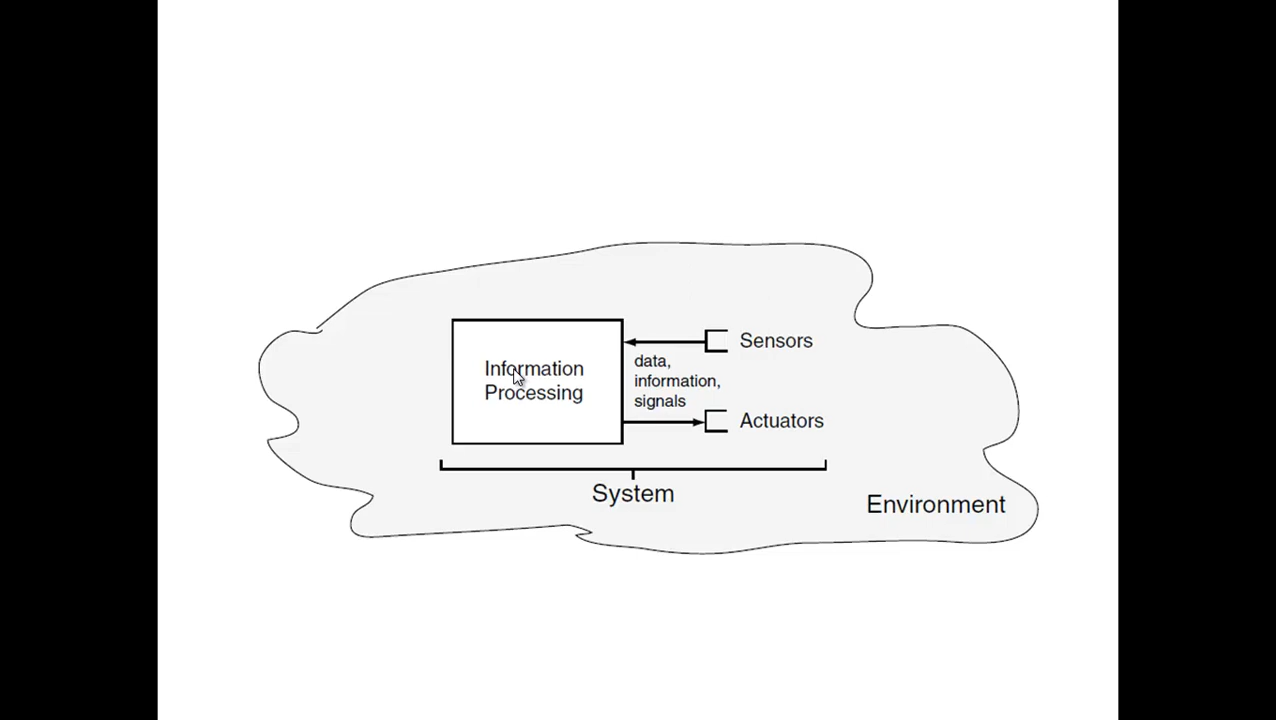 Information
Processing
Sensors
data,
information,
signals
Actuators
System
Environment